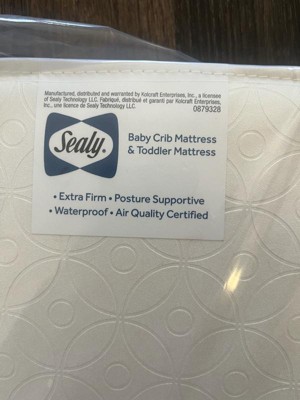 Manufactured, distributed and warranted by Kolcraft Enterprises, Inc., a licensee
of Sealy Technology LLC. Fabriqué, distribué et garanti par Kolcraft Enterprises,
Inc., une licence de Sealy Technology LLC.
0879328
Sealy.
Baby Crib Mattress
& Toddler Mattress
• Extra Firm • Posture Supportive
• Waterproof • Air Quality Certified